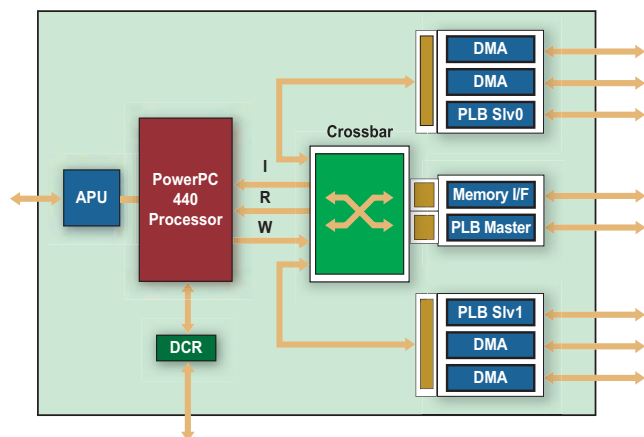 DMA
DMA
PLB Slv0
Crossbar
I
R
W
PowerPC
440
Processor
APU
Memory I/F
PLB Master
PLB Slv1
DMA
DMA
DCR